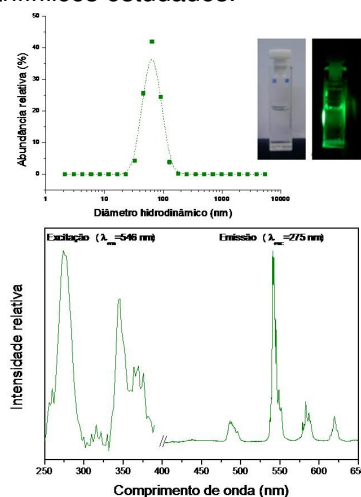 50
40
30
20
10
0
Abundância relativa (%)
1 10 100 1000 10000
Diâmetro hidrodinâmico (nm)
Excitação (λem=546 nm) Emissão (λexc=275 nm)
Intensidade relativa
250 300 350 400 450 500 550 600 650
Comprimento de onda (nm)